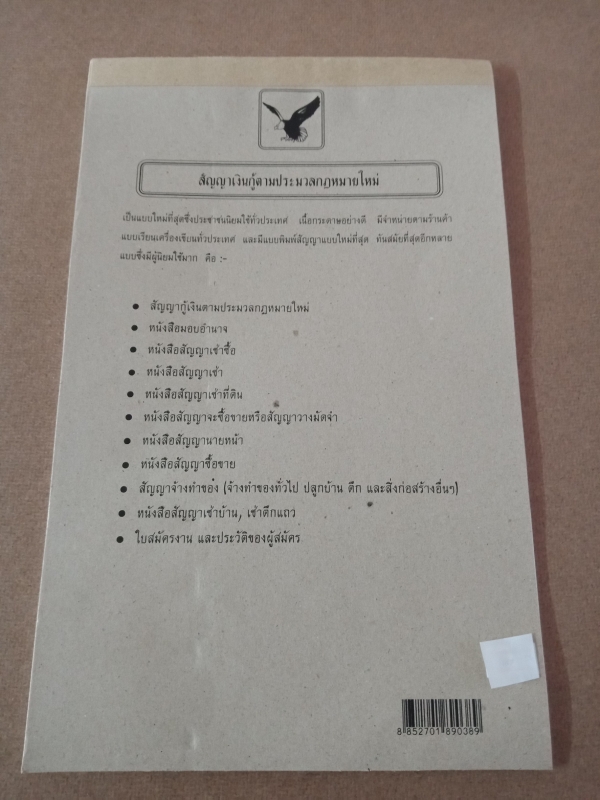 สัญญาเงินกู้ตามประมวลกฎหมายใหม่
เป็นแบบใหม่ที่สุดซึ่งประชาชนนิยมใช้ทั่วประเทศ เนื้อกระดาษอย่างดี มีจำหน่ายตามร้านค้า
แบบเรียนเครื่องเขียนทั่วประเทศ และมีแบบพิมพ์สัญญาแบบใหม่ที่สุด ทันสมัยที่สุดอีกหลาย
แบบซึ่งมีผู้นิยมใช้มาก คือ :-
● สัญญากู้เงินตามประมวลกฎหมายใหม่
● หนังสือมอบอำนาจ
● หนังสือสัญญาเช่าซื้อ
● หนังสือสัญญาเช่า
● หนังสือสัญญาเช่าที่ดิน
● หนังสือสัญญาจะซื้อขายหรือสัญญาวางมัดจำ
● หนังสือสัญญานายหน้า
● หนังสือสัญญาซื้อขาย
● สัญญาจ้างทำของ (จ้างทำของทั่วไป ปลูกบ้าน ตึก และสิ่งก่อสร้างอื่นๆ)
● หนังสือสัญญาเช่าบ้าน, เช่าตึกแถว
● ใบสมัครงาน และประวัติของผู้สมัคร
8 852701 890389